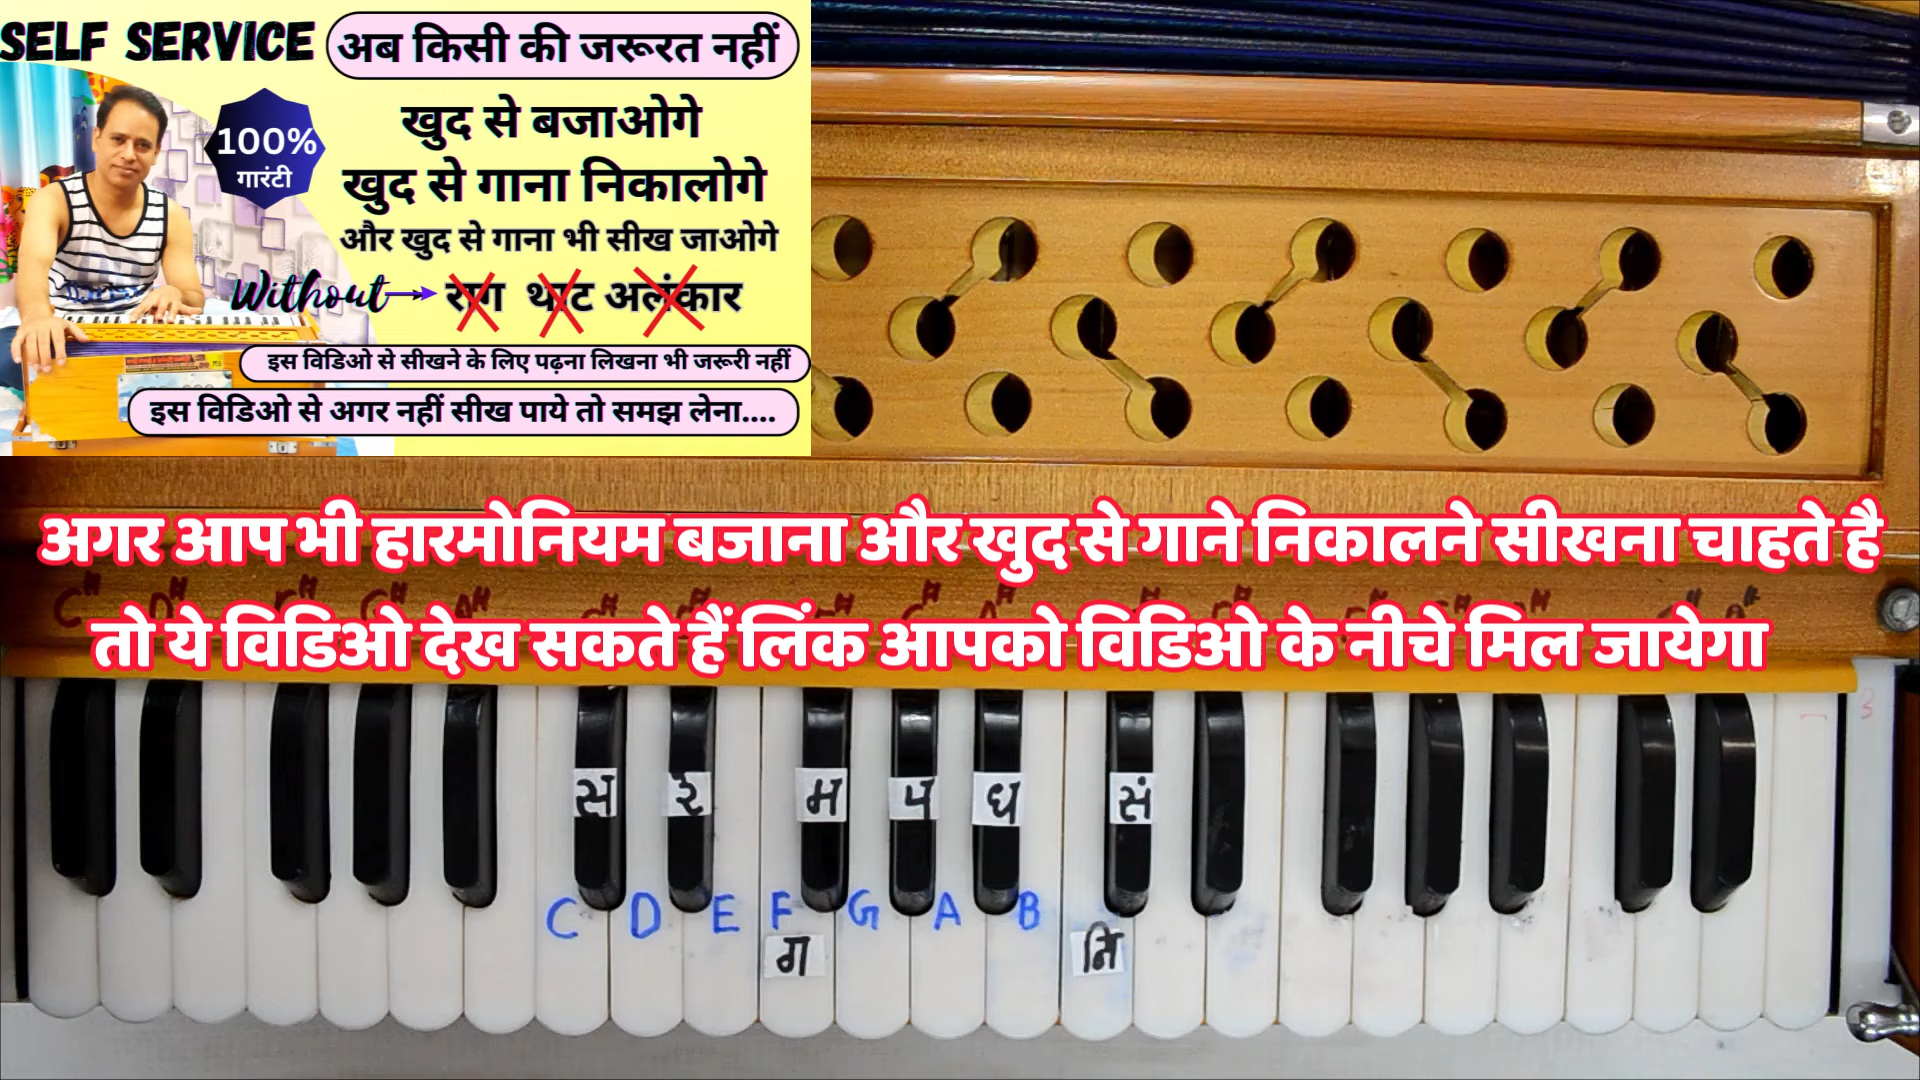 SELF SERVICE अब किसी की जरूरत नहीं
100%
गारंटी
खुद से बजाओगे
खुद से गाना निकालोगे
और खुद से गाना भी सीख जाओगे
Without राग थाट अलंकार
इस विडिओ से सीखने के लिए पढ़ना लिखना भी जरूरी नहीं
इस विडिओ से अगर नहीं सीख पाये तो समझ लेना....
अगर आप भी हारमोनियम बजाना और खुद से गाने निकालने सीखना चाहते है
C# D# F# G# A# C#
तो ये विडिओ देख सकते हैं लिंक आपको विडिओ के नीचे मिल जायेगा
स रे म प ध सं
C D E F G A B
ग नि